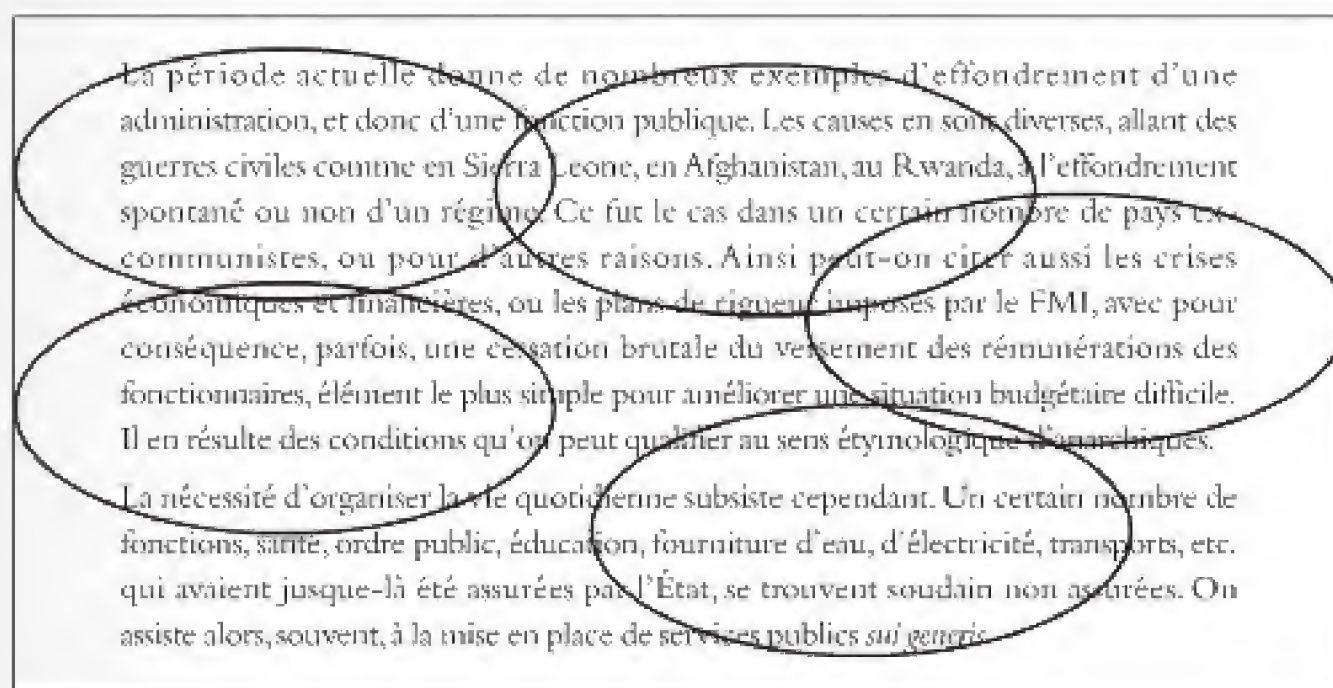 La période actuelle donne de nombreux exemples d'effondrement d'une
administration, et donc d'une fonction publique. Les causes en sont diverses, allant des
guerres civiles comme en Sierra Leone, en Afghanistan, au Rwanda, à l'effondrement
spontané ou non d'un régime. Ce fut le cas dans un certain nombre de pays ex-
communistes, ou pour d'autres raisons. Ainsi peut-on citer aussi les crises
économiques et financières, ou les plans de rigueur imposés par le FMI, avec pour
conséquence, parfois, une cessation brutale du versement des rémunérations des
fonctionnaires, élément le plus simple pour améliorer une situation budgétaire difficile.
Il en résulte des conditions qu'on peut qualifier au sens étymologique d'anarchiques.
La nécessité d'organiser la vie quotidienne subsiste cependant. Un certain nombre de
fonctions, santé, ordre public, éducation, fourniture d'eau, d'électricité, transports, etc.
qui avaient jusque-là été assurées par l'État, se trouvent soudain non assurées. On
assiste alors, souvent, à la mise en place de services publics sui generis.